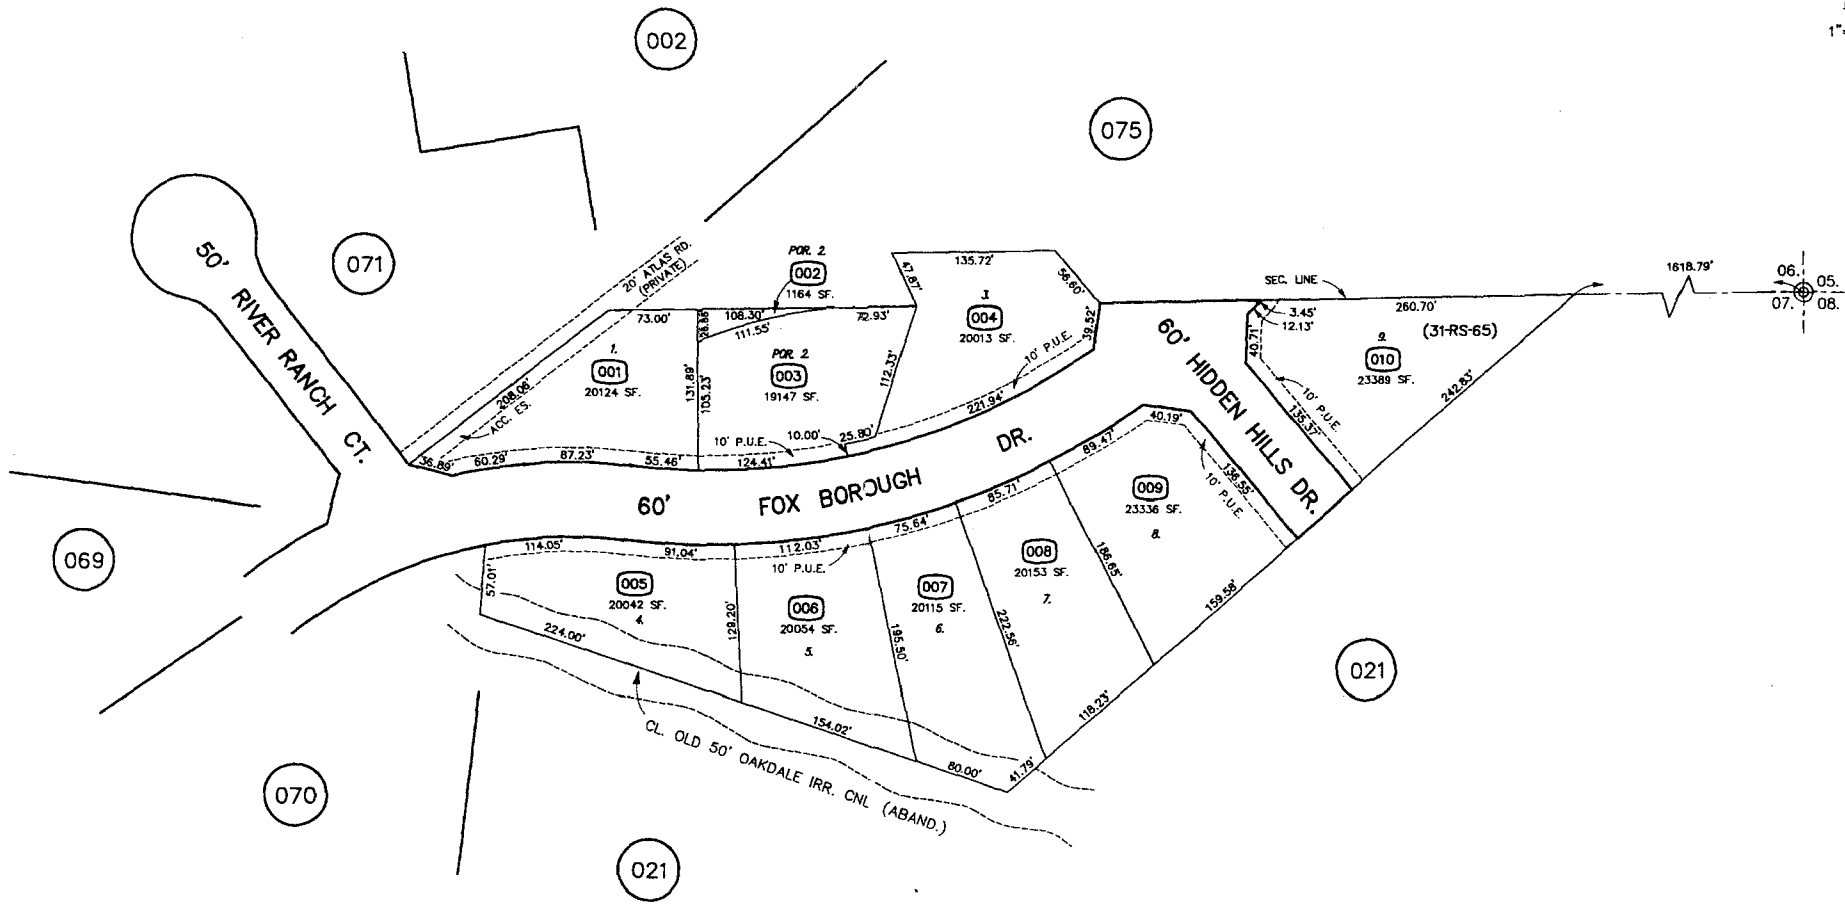 002
1"=
075
071
50' RIVER RANCH CT.
20' ATLAS RD.
(PRIVATE)
POR. 2
002
1164 SF.
47.87'
135.72'
56.60'
3.
004
20013 SF.
39.52'
10' P.U.E.
221.94'
SEC. LINE
260.70'
1618.79'
06.
05.
07.
08.
3.45'
12.13'
40.71'
9.
010
23389 SF.
(31-RS-65)
242.83'
10' P.U.E.
135.37'
60' HIDDEN HILLS DR.
73.00'
108.30'
111.55'
72.93'
1.
001
20124 SF.
131.89'
105.23'
POR. 2
003
19147 SF.
112.33'
208.06'
ACC. ES.
36.89'
60.29'
87.23'
55.46'
10' P.U.E.
10.00'
25.80'
124.41'
60' FOX BOROUGH DR.
40.19'
89.47'
136.55'
10' P.U.E.
85.71'
75.64'
009
23336 SF.
8.
069
114.05'
91.04'
112.03'
10' P.U.E.
57.01'
005
20042 SF.
4.
129.20'
006
20054 SF.
5.
195.50'
007
20115 SF.
6.
222.56'
008
20153 SF.
7.
186.65'
159.58'
118.23'
224.00'
154.02'
80.00'
41.79'
CL. OLD 50' OAKDALE IRR. CNL (ABAND.)
021
070
021